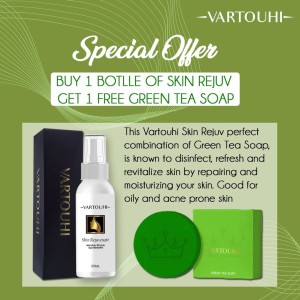 -VARTOUHI-
Special Offer
BUY 1 BOTLLE OF SKIN REJUV
GET 1 FREE GREEN TEA SOAP
This Vartouhi Skin Rejuv perfect
combination of Green Tea Soap,
is known to disinfect, refresh and
revitalize skin by repairing and
moisturizing your skin, Good for
oily and acne prone skin
VARTOUHI
-VARTOUHI-
Skin Rejuvenate
VARTOUHI